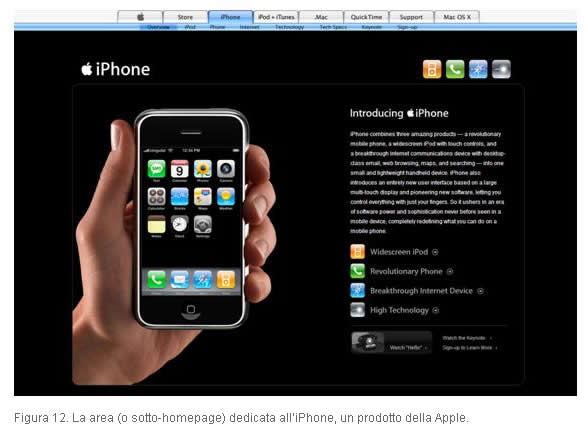 Store iPhone iPod + iTunes .Mac QuickTime Support Mac OS X
Overview iPod Phone Internet Technology Tech Specs Keynote Sign-up
iPhone
Introducing iPhone
iPhone combines three amazing products — a revolutionary
mobile phone, a widescreen iPod with touch controls, and
a breakthrough Internet communications device with desktop-
class email, web browsing, maps, and searching — into one
small and lightweight handheld device. iPhone also
introduces an entirely new user interface based on a large
multi-touch display and pioneering new software, letting you
control everything with just your fingers. So it ushers in an era
of software power and sophistication never before seen in a
mobile device, completely redefining what you can do on a
mobile phone.
cingular 12:34 PM
Text Calendar Photos Camera
9
Calculator Stocks Maps Weather
Notes Clock Settings
Widescreen iPod
Revolutionary Phone
Breakthrough Internet Device
High Technology
Watch "Hello" ›
Watch the Keynote ›
Sign-up to Learn More ›
Figura 12. La area (o sotto-homepage) dedicata all'iPhone, un prodotto della Apple.